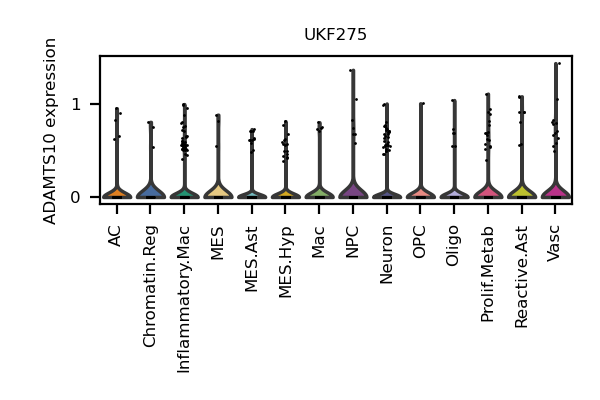 UKF275
ADAMTS10 expression
1
0
AC
Chromatin.Reg
Inflammatory.Mac
MES
MES.Ast
MES.Hyp
Mac
NPC
Neuron
OPC
Oligo
Prolif.Metab
Reactive.Ast
Vasc